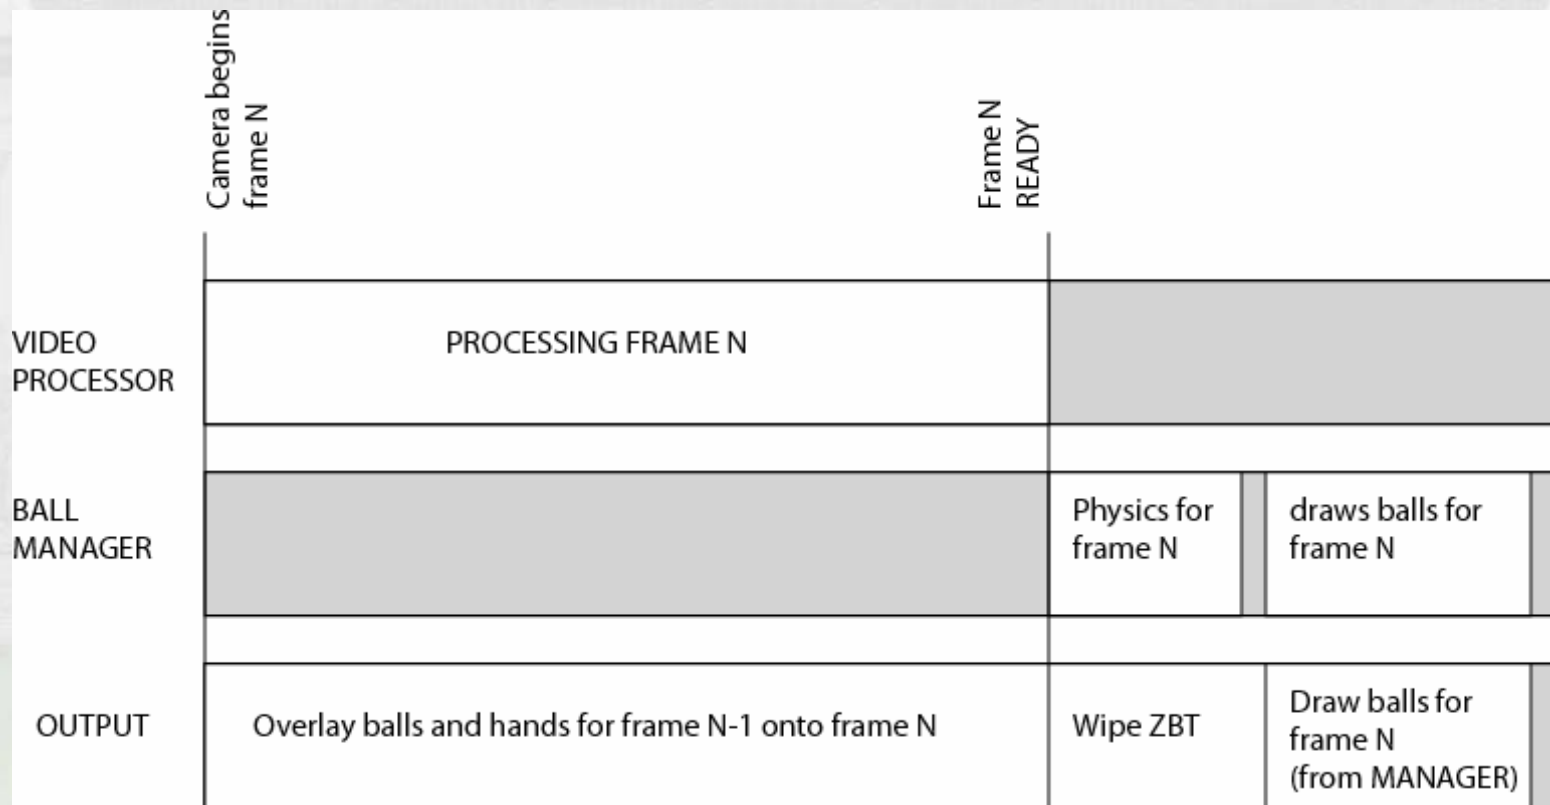 Camera begins
frame N
Frame N
READY
VIDEO
PROCESSOR
PROCESSING FRAME N
BALL
MANAGER
Physics for
frame N
draws balls for
frame N
OUTPUT
Overlay balls and hands for frame N-1 onto frame N
Wipe ZBT
Draw balls for
frame N
(from MANAGER)